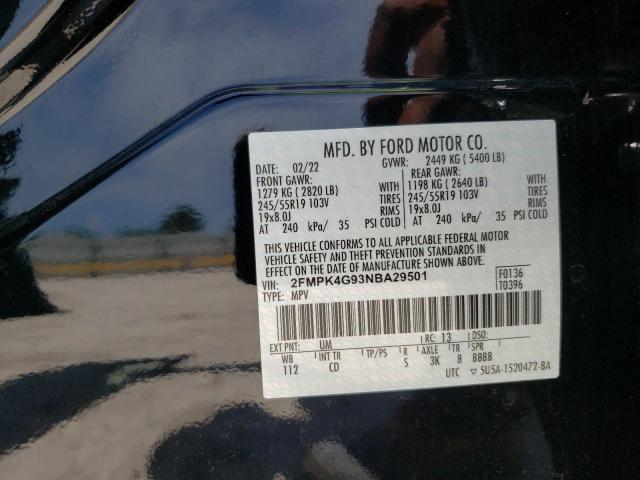 MFD. BY FORD MOTOR CO.
DATE: 02/22 GVWR: 2449 KG ( 5400 LB)
FRONT GAWR: REAR GAWR:
1279 KG ( 2820 LB) WITH 1198 KG ( 2640 LB) WITH
245/55R19 103V TIRES 245/55R19 103V TIRES
19x8.0J RIMS 19x8.0J RIMS
AT 240 kPa/ 35 PSI COLD AT 240 kPa/ 35 PSI COLD
THIS VEHICLE CONFORMS TO ALL APPLICABLE FEDERAL MOTOR
VEHICLE SAFETY AND THEFT PREVENTION STANDARDS IN
EFFECT ON THE DATE OF MANUFACTURE SHOWN ABOVE.
VIN: 2FMPK4G93NBA29501 F0136
TYPE: MPV T0396
EXT PNT: UM RC: 13 DSO:
WB INT TR TP/PS R AXLE TR SPR
112 CD S 3K 8 BBBB
UTC ▽ 5U5A-1520472-BA